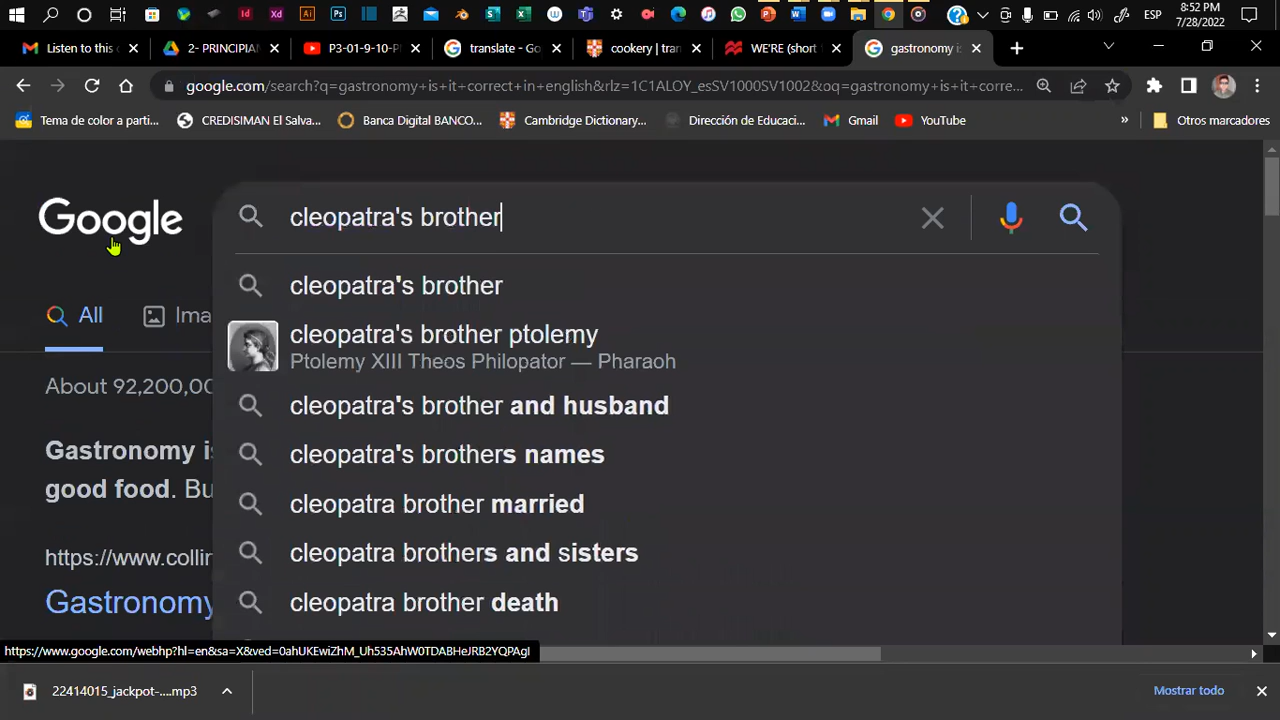 8:52 PM
ESP
7/28/2022
Listen to this c
2- PRINCIPIAN
P3-01-9-10-P
translate - Go
cookery | tran
WE'RE (short f
gastronomy is
google.com/search?q=gastronomy+is+it+correct+in+english&rlz=1C1ALOY_esSV1000SV1002&oq=gastronomy+is+it+corre...
Tema de color a parti...
CREDISIMAN El Salva...
Banca Digital BANCO...
Cambridge Dictionary...
Dirección de Educaci...
Gmail
YouTube
»
Otros marcadores
Google
cleopatra's brother
cleopatra's brother
cleopatra's brother ptolemy
Ptolemy XIII Theos Philopator — Pharaoh
cleopatra's brother and husband
cleopatra's brothers names
cleopatra brother married
cleopatra brothers and sisters
cleopatra brother death
All
Ima
About 92,200,00
Gastronomy is
good food. Bu
https://www.collin
Gastronomy
https://www.google.com/webhp?hl=en&sa=X&ved=0ahUKEwiZhM_Uh535AhW0TDABHeJRB2YQPAgI
22414015_jackpot-....mp3
Mostrar todo